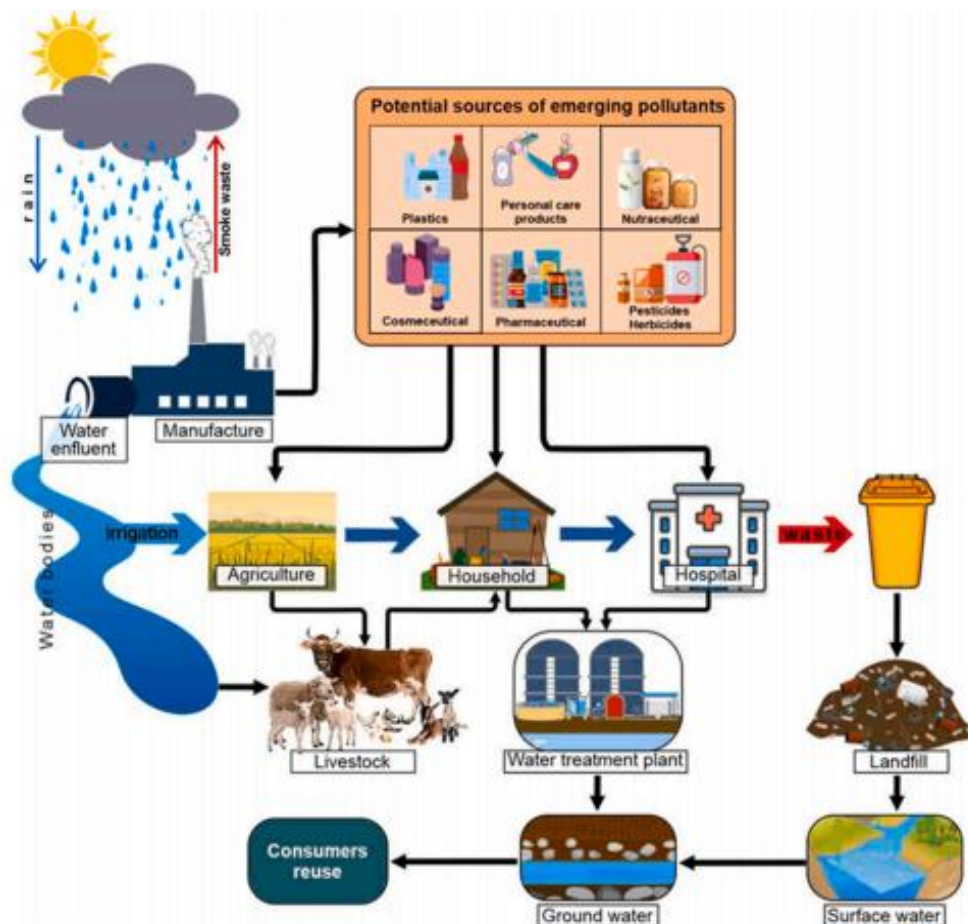 Potential sources of emerging pollutants
rain
Smoke waste
Plastics
Personal care
products
Nutraceutical
Cosmeceutical
Pharmaceutical
Pesticides
Herbicides
Water
enfluent
Manufacture
Water bodies
irrigation
Agriculture
Household
Hospital
waste
Livestock
Water treatment plant
Landfill
Consumers
reuse
Ground water
Surface water